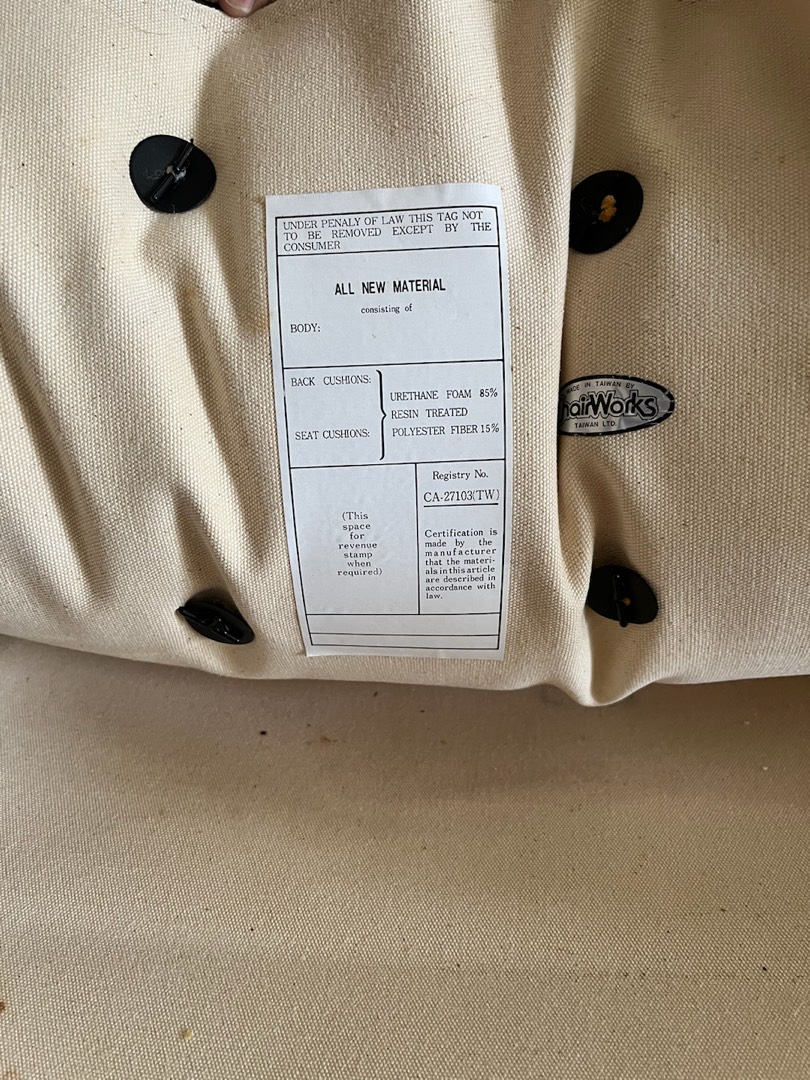 UNDER PENALY OF LAW THIS TAG NOT
TO BE REMOVED EXCEPT BY THE
CONSUMER
ALL NEW MATERIAL
consisting of
BODY:
BACK CUSHIONS:
SEAT CUSHIONS:
URETHANE FOAM 85%
RESIN TREATED
POLYESTER FIBER 15%
(This
space
for
revenue
stamp
when
required)
Registry No.
CA-27103(TW)
Certification is
made by the
manufacturer
that the materi-
als in this article
are described in
accordance with
law.
MADE IN TAIWAN BY
hairWorks
TAIWAN LTD.